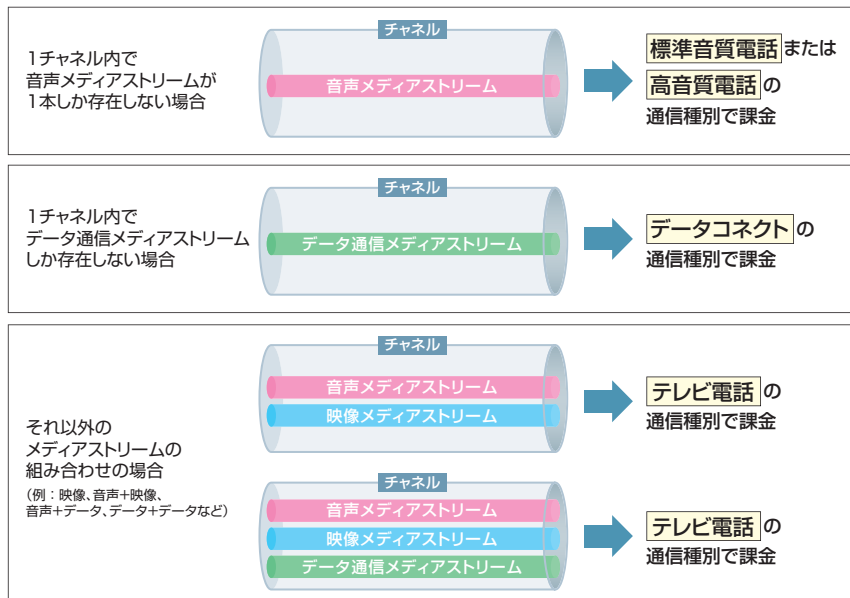 1チャネル内で
音声メディアストリームが
1本しか存在しない場合
チャネル
音声メディアストリーム
標準音質電話 または
高音質電話 の
通信種別で課金
1チャネル内で
データ通信メディアストリーム
しか存在しない場合
チャネル
データ通信メディアストリーム
データコネクト の
通信種別で課金
それ以外の
メディアストリームの
組み合わせの場合
（例：映像、音声+映像、
音声+データ、データ+データなど）
チャネル
音声メディアストリーム
映像メディアストリーム
テレビ電話 の
通信種別で課金
チャネル
音声メディアストリーム
映像メディアストリーム
データ通信メディアストリーム
テレビ電話 の
通信種別で課金